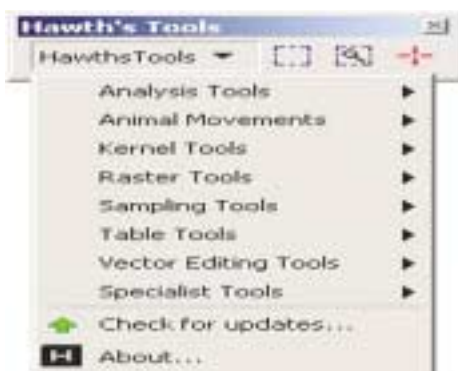 Hawth's Tools
HawthsTools
Analysis Tools
Animal Movements
Kernel Tools
Raster Tools
Sampling Tools
Table Tools
Vector Editing Tools
Specialist Tools
Check for updates...
H About...